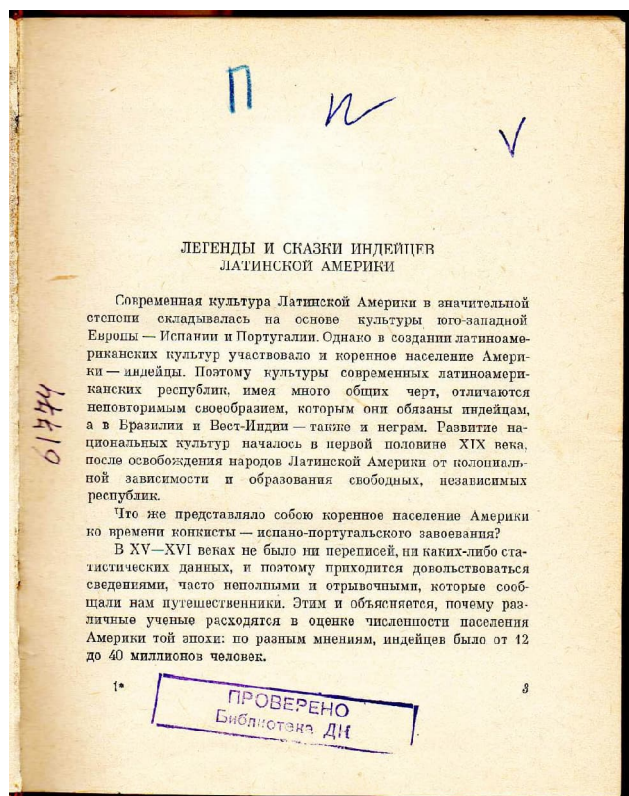 П
V
ЛЕГЕНДЫ И СКАЗКИ ИНДЕЙЦЕВ
ЛАТИНСКОЙ АМЕРИКИ
Современная культура Латинской Америки в значительной
степени складывалась на основе культуры юго-западной
Европы — Испании и Португалии. Однако в создании латиноаме-
риканских культур участвовало и коренное население Амери-
ки — индейцы. Поэтому культуры современных латиноамери-
канских республик, имея много общих черт, отличаются
неповторимым своеобразием, которым они обязаны индейцам,
а в Бразилии и Вест-Индии — также и неграм. Развитие на-
циональных культур началось в первой половине XIX века,
после освобождения народов Латинской Америки от колониаль-
ной зависимости и образования свободных, независимых
республик.
Что же представляло собою коренное население Америки
ко времени конкисты — испано-португальского завоевания?
В XV—XVI веках не было ни переписей, ни каких-либо ста-
тистических данных, и поэтому приходится довольствоваться
сведениями, часто неполными и отрывочными, которые сооб-
щали нам путешественники. Этим и объясняется, почему раз-
личные ученые расходятся в оценке численности населения
Америки той эпохи: по разным мнениям, индейцев было от 12
до 40 миллионов человек.
1* 3
ПРОВЕРЕНО
Библиотека ДК
61774